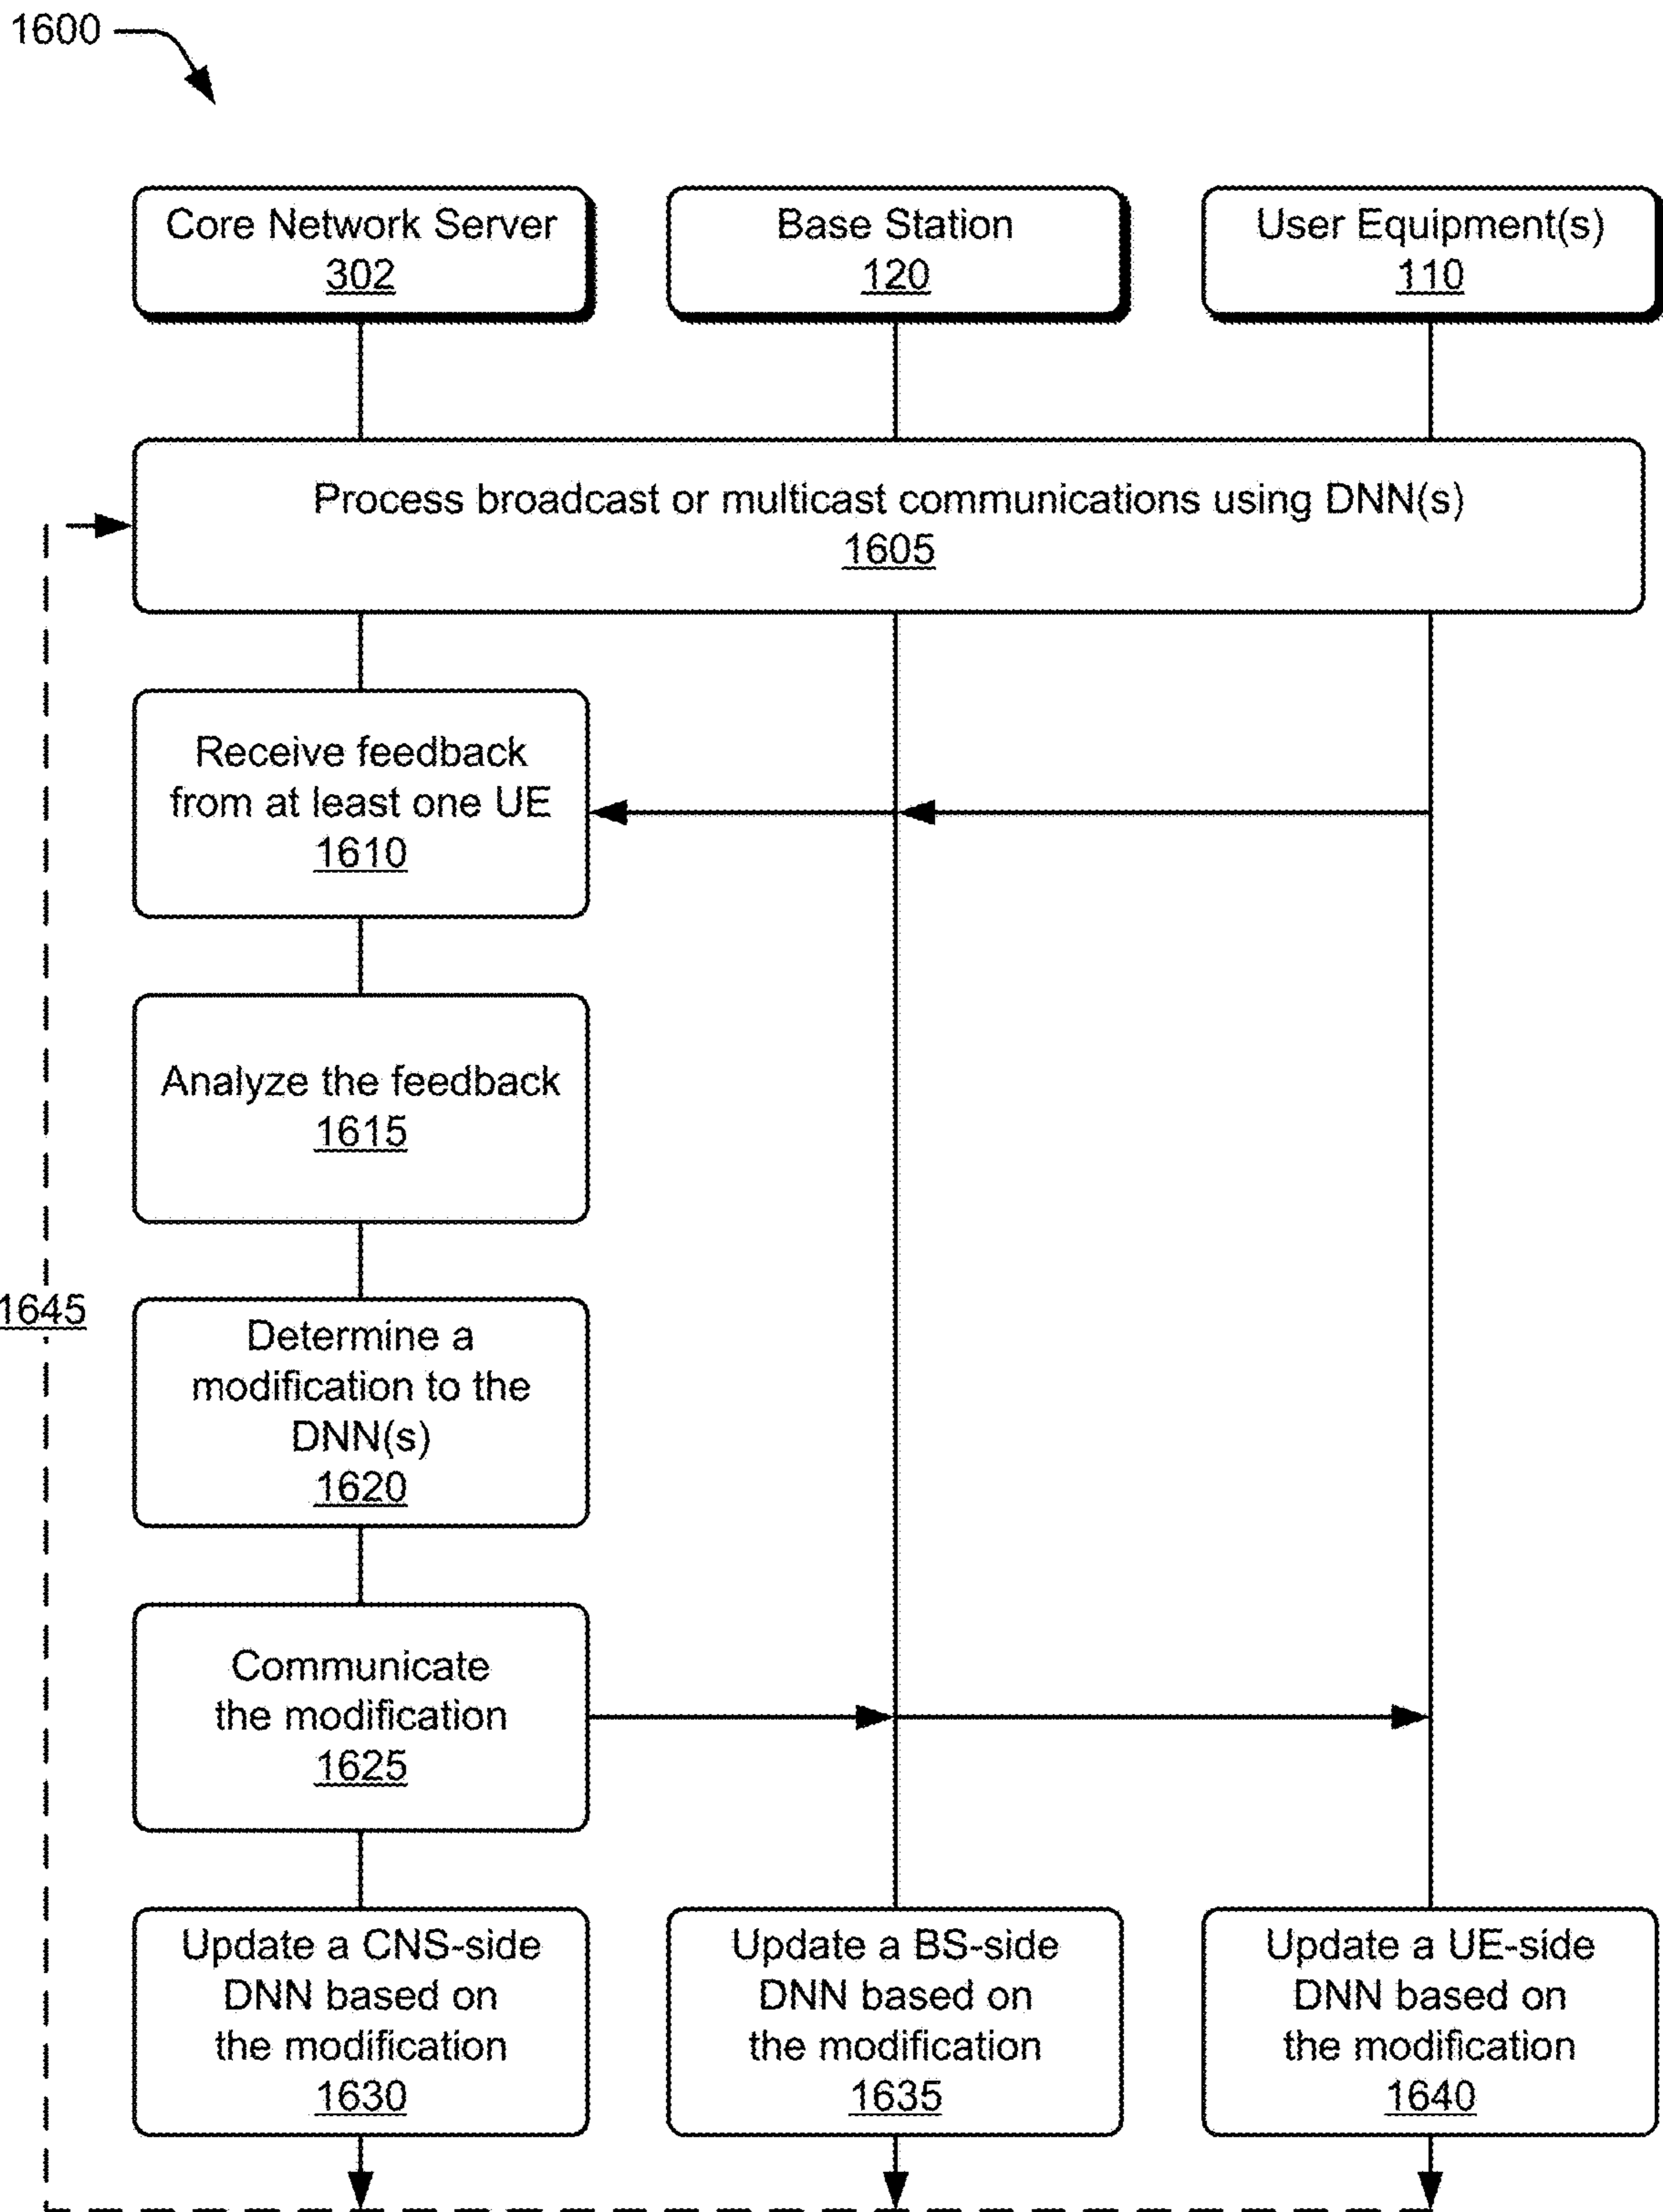 1600
Core Network Server
302
Base Station
120
User Equipment(s)
110
Process broadcast or multicast communications using DNN(s)
1605
Receive feedback
from at least one UE
1610
Analyze the feedback
1615
1645
Determine a
modification to the
DNN(s)
1620
Communicate
the modification
1625
Update a CNS-side
DNN based on
the modification
1630
Update a BS-side
DNN based on
the modification
1635
Update a UE-side
DNN based on
the modification
1640